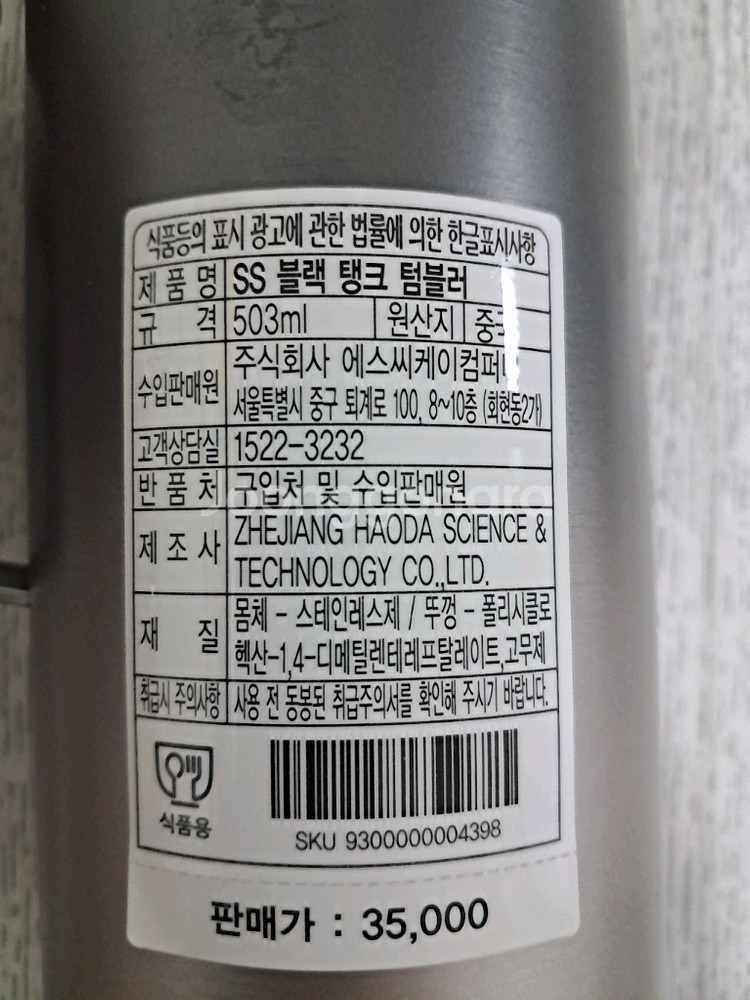 식품등의 표시 광고에 관한 법률에 의한 한글표시사항
제 품 명 SS 블랙 탱크 텀블러
규 격 503ml 원산지 중국
수입판매원 주식회사 에스씨케이컴퍼니
서울특별시 중구 퇴계로 100, 8~10층 (회현동2가)
고객상담실 1522-3232
반 품 처 구입처 및 수입판매원
제 조 사 ZHEJIANG HAODA SCIENCE &
TECHNOLOGY CO.,LTD.
재 질 몸체 - 스테인레스제 / 뚜껑 - 폴리시클로
헥산-1,4-디메틸렌테레프탈레이트,고무제
취급시 주의사항 사용 전 동봉된 취급주의서를 확인해 주시기 바랍니다.
식품용
SKU 9300000004398
판매가 : 35,000